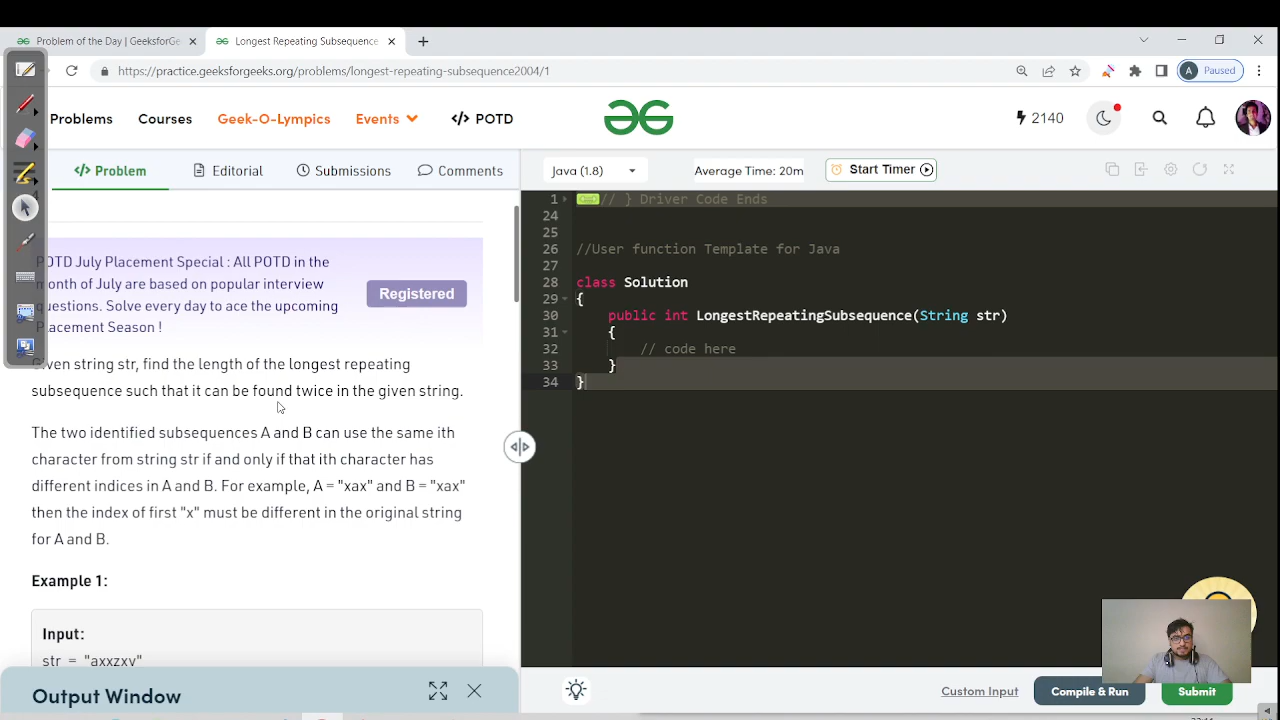 Problem of the Day | GeeksforGe
Longest Repeating Subsequence
https://practice.geeksforgeeks.org/problems/longest-repeating-subsequence2004/1
A Paused
Problems Courses Geek-O-Lympics Events </> POTD
2140
</> Problem Editorial Submissions Comments
Java (1.8) Average Time: 20m Start Timer
POTD July Placement Special : All POTD in the
month of July are based on popular interview
questions. Solve every day to ace the upcoming
Placement Season !
Registered
Given string str, find the length of the longest repeating
subsequence such that it can be found twice in the given string.
The two identified subsequences A and B can use the same ith
character from string str if and only if that ith character has
different indices in A and B. For example, A = "xax" and B = "xax"
then the index of first "x" must be different in the original string
for A and B.
Example 1:
Input:
str = "axxzxy"
Output Window
1 // } Driver Code Ends
24
25
26 //User function Template for Java
27
28 class Solution
29 {
30 public int LongestRepeatingSubsequence(String str)
31 {
32 // code here
33 }
34 }
Custom Input Compile & Run Submit